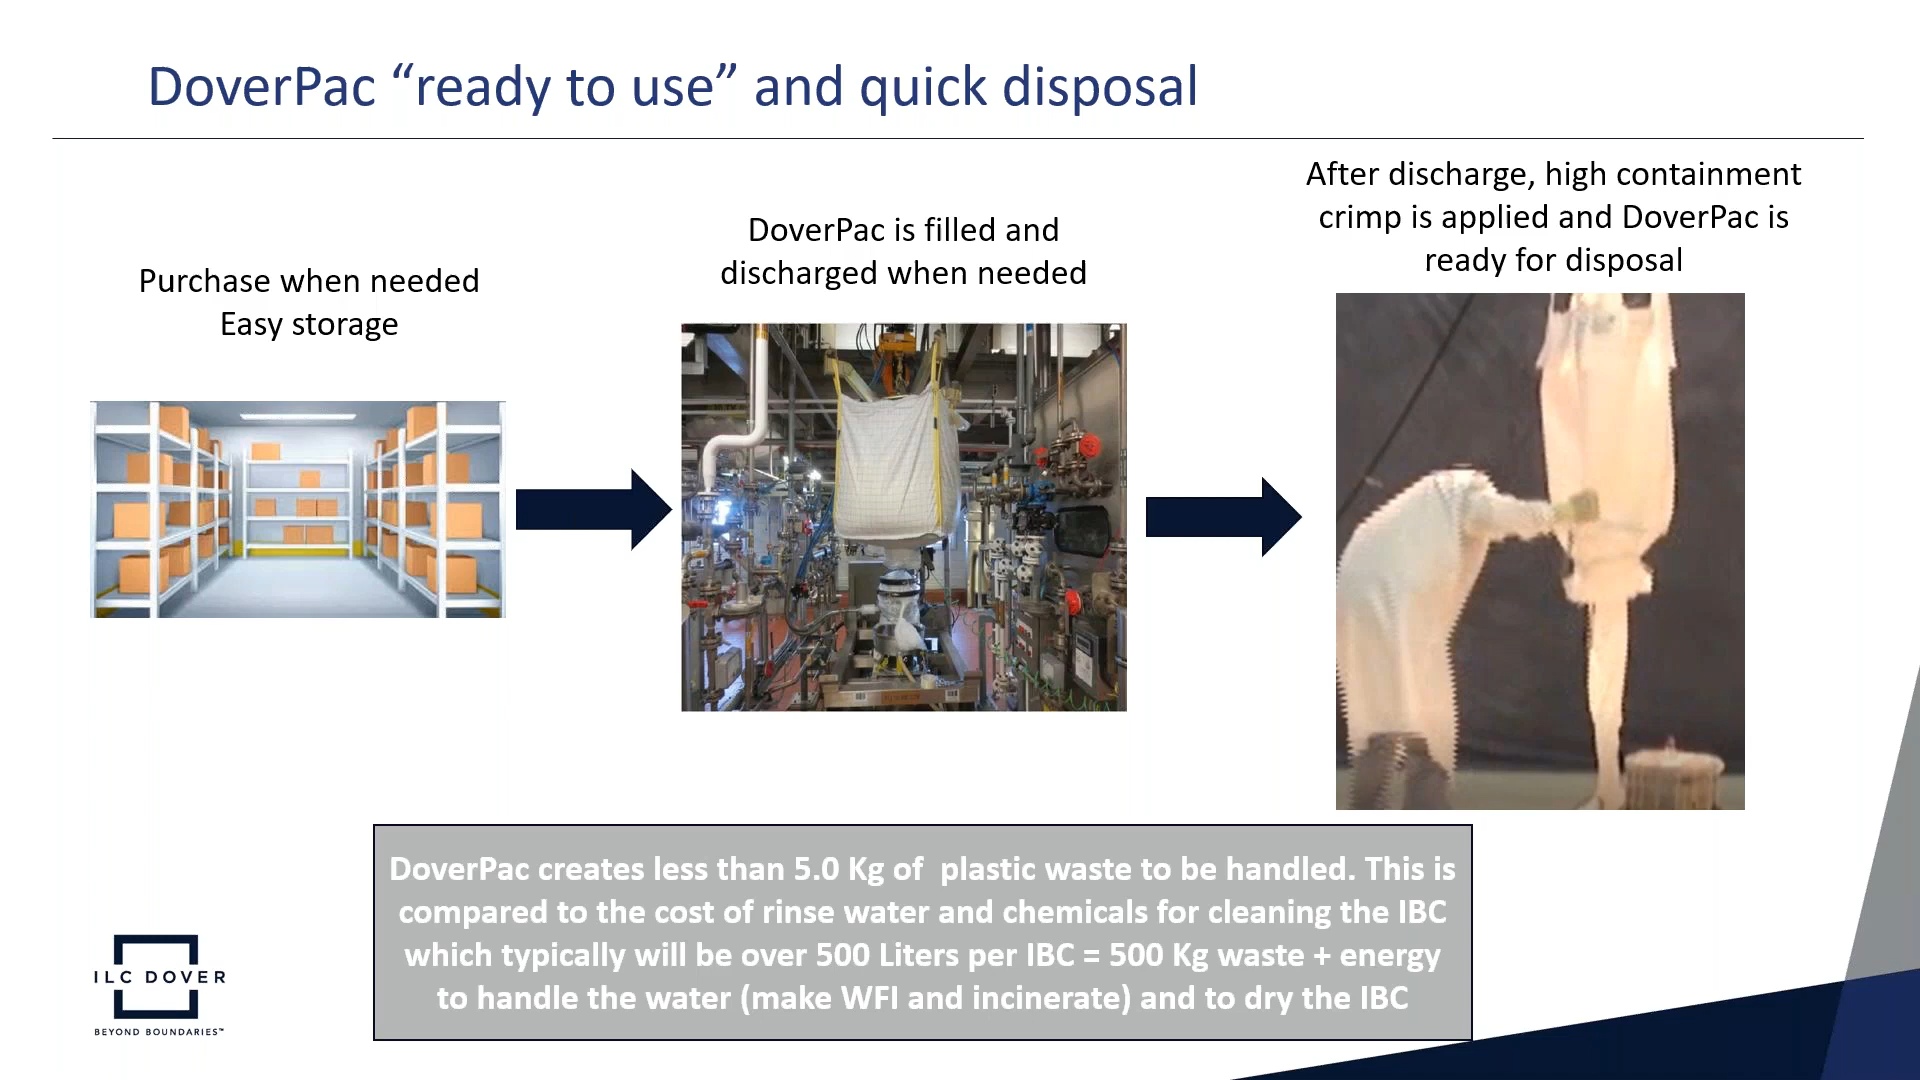 DoverPac “ready to use” and quick disposal
Purchase when needed
Easy storage
DoverPac is filled and
discharged when needed
After discharge, high containment
crimp is applied and DoverPac is
ready for disposal
DoverPac creates less than 5.0 Kg of  plastic waste to be handled. This is
compared to the cost of rinse water and chemicals for cleaning the IBC
which typically will be over 500 Liters per IBC = 500 Kg waste + energy
to handle the water (make WFI and incinerate) and to dry the IBC
ILC DOVER
BEYOND BOUNDARIES™